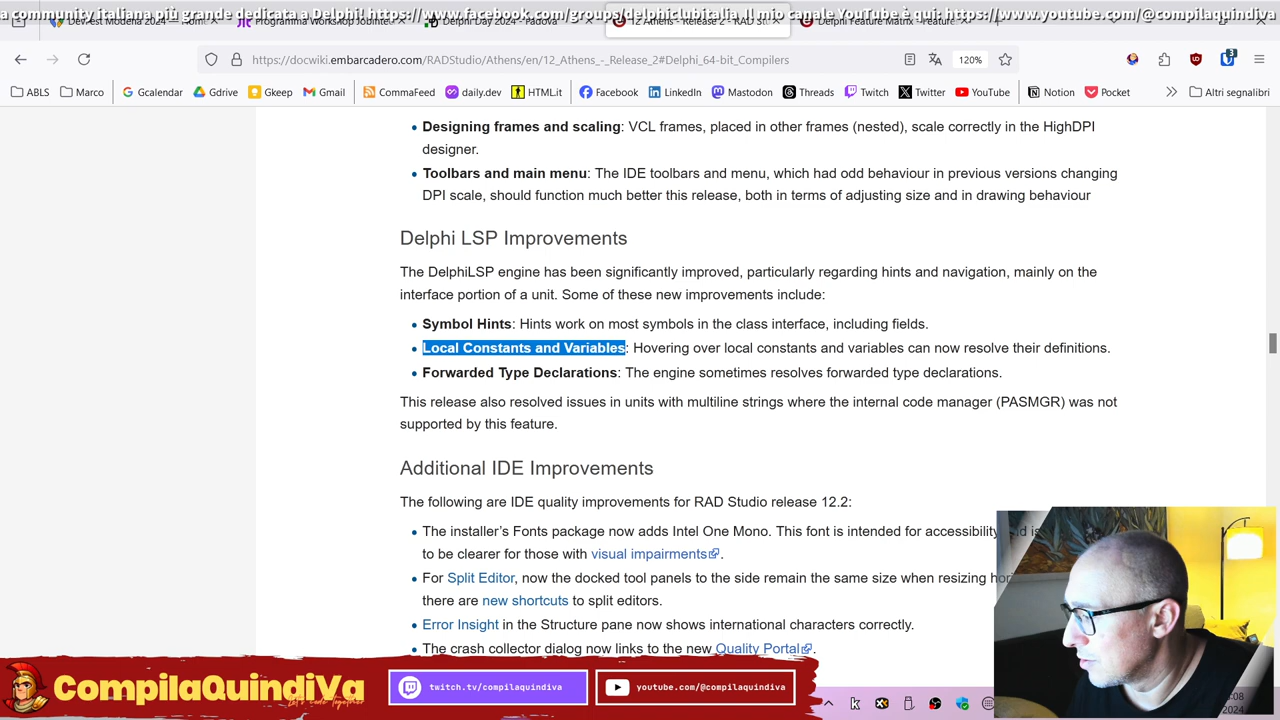 a community italiana più grande dedicata a Delphi! https://www.facebook.com/groups/delphiclubitalia Il mio canale YouTube è qui: https://www.youtube.com/@compilaquindiva
12 Athens - Release 2 - RAD St
https://docwiki.embarcadero.com/RADStudio/Athens/en/12_Athens_-_Release_2#Delphi_64-bit_Compilers
120%
3
ABLS Marco Gcalendar Gdrive Gkeep Gmail CommaFeed daily.dev HTML.it Facebook LinkedIn Mastodon Threads Twitch Twitter YouTube Notion Pocket Altri segnalibri
• Designing frames and scaling: VCL frames, placed in other frames (nested), scale correctly in the HighDPI
designer.
• Toolbars and main menu: The IDE toolbars and menu, which had odd behaviour in previous versions changing
DPI scale, should function much better this release, both in terms of adjusting size and in drawing behaviour
Delphi LSP Improvements
The DelphiLSP engine has been significantly improved, particularly regarding hints and navigation, mainly on the
interface portion of a unit. Some of these new improvements include:
• Symbol Hints: Hints work on most symbols in the class interface, including fields.
• Local Constants and Variables: Hovering over local constants and variables can now resolve their definitions.
• Forwarded Type Declarations: The engine sometimes resolves forwarded type declarations.
This release also resolved issues in units with multiline strings where the internal code manager (PASMGR) was not
supported by this feature.
Additional IDE Improvements
The following are IDE quality improvements for RAD Studio release 12.2:
• The installer's Fonts package now adds Intel One Mono. This font is intended for accessibility
to be clearer for those with visual impairments.
• For Split Editor, now the docked tool panels to the side remain the same size when resizing
there are new shortcuts to split editors.
• Error Insight in the Structure pane now shows international characters correctly.
• The crash collector dialog now links to the new Quality Portal.
CompilaQuindiVa
Let's Code Together
twitch.tv/compilaquindiva
youtube.com/@compilaquindiva